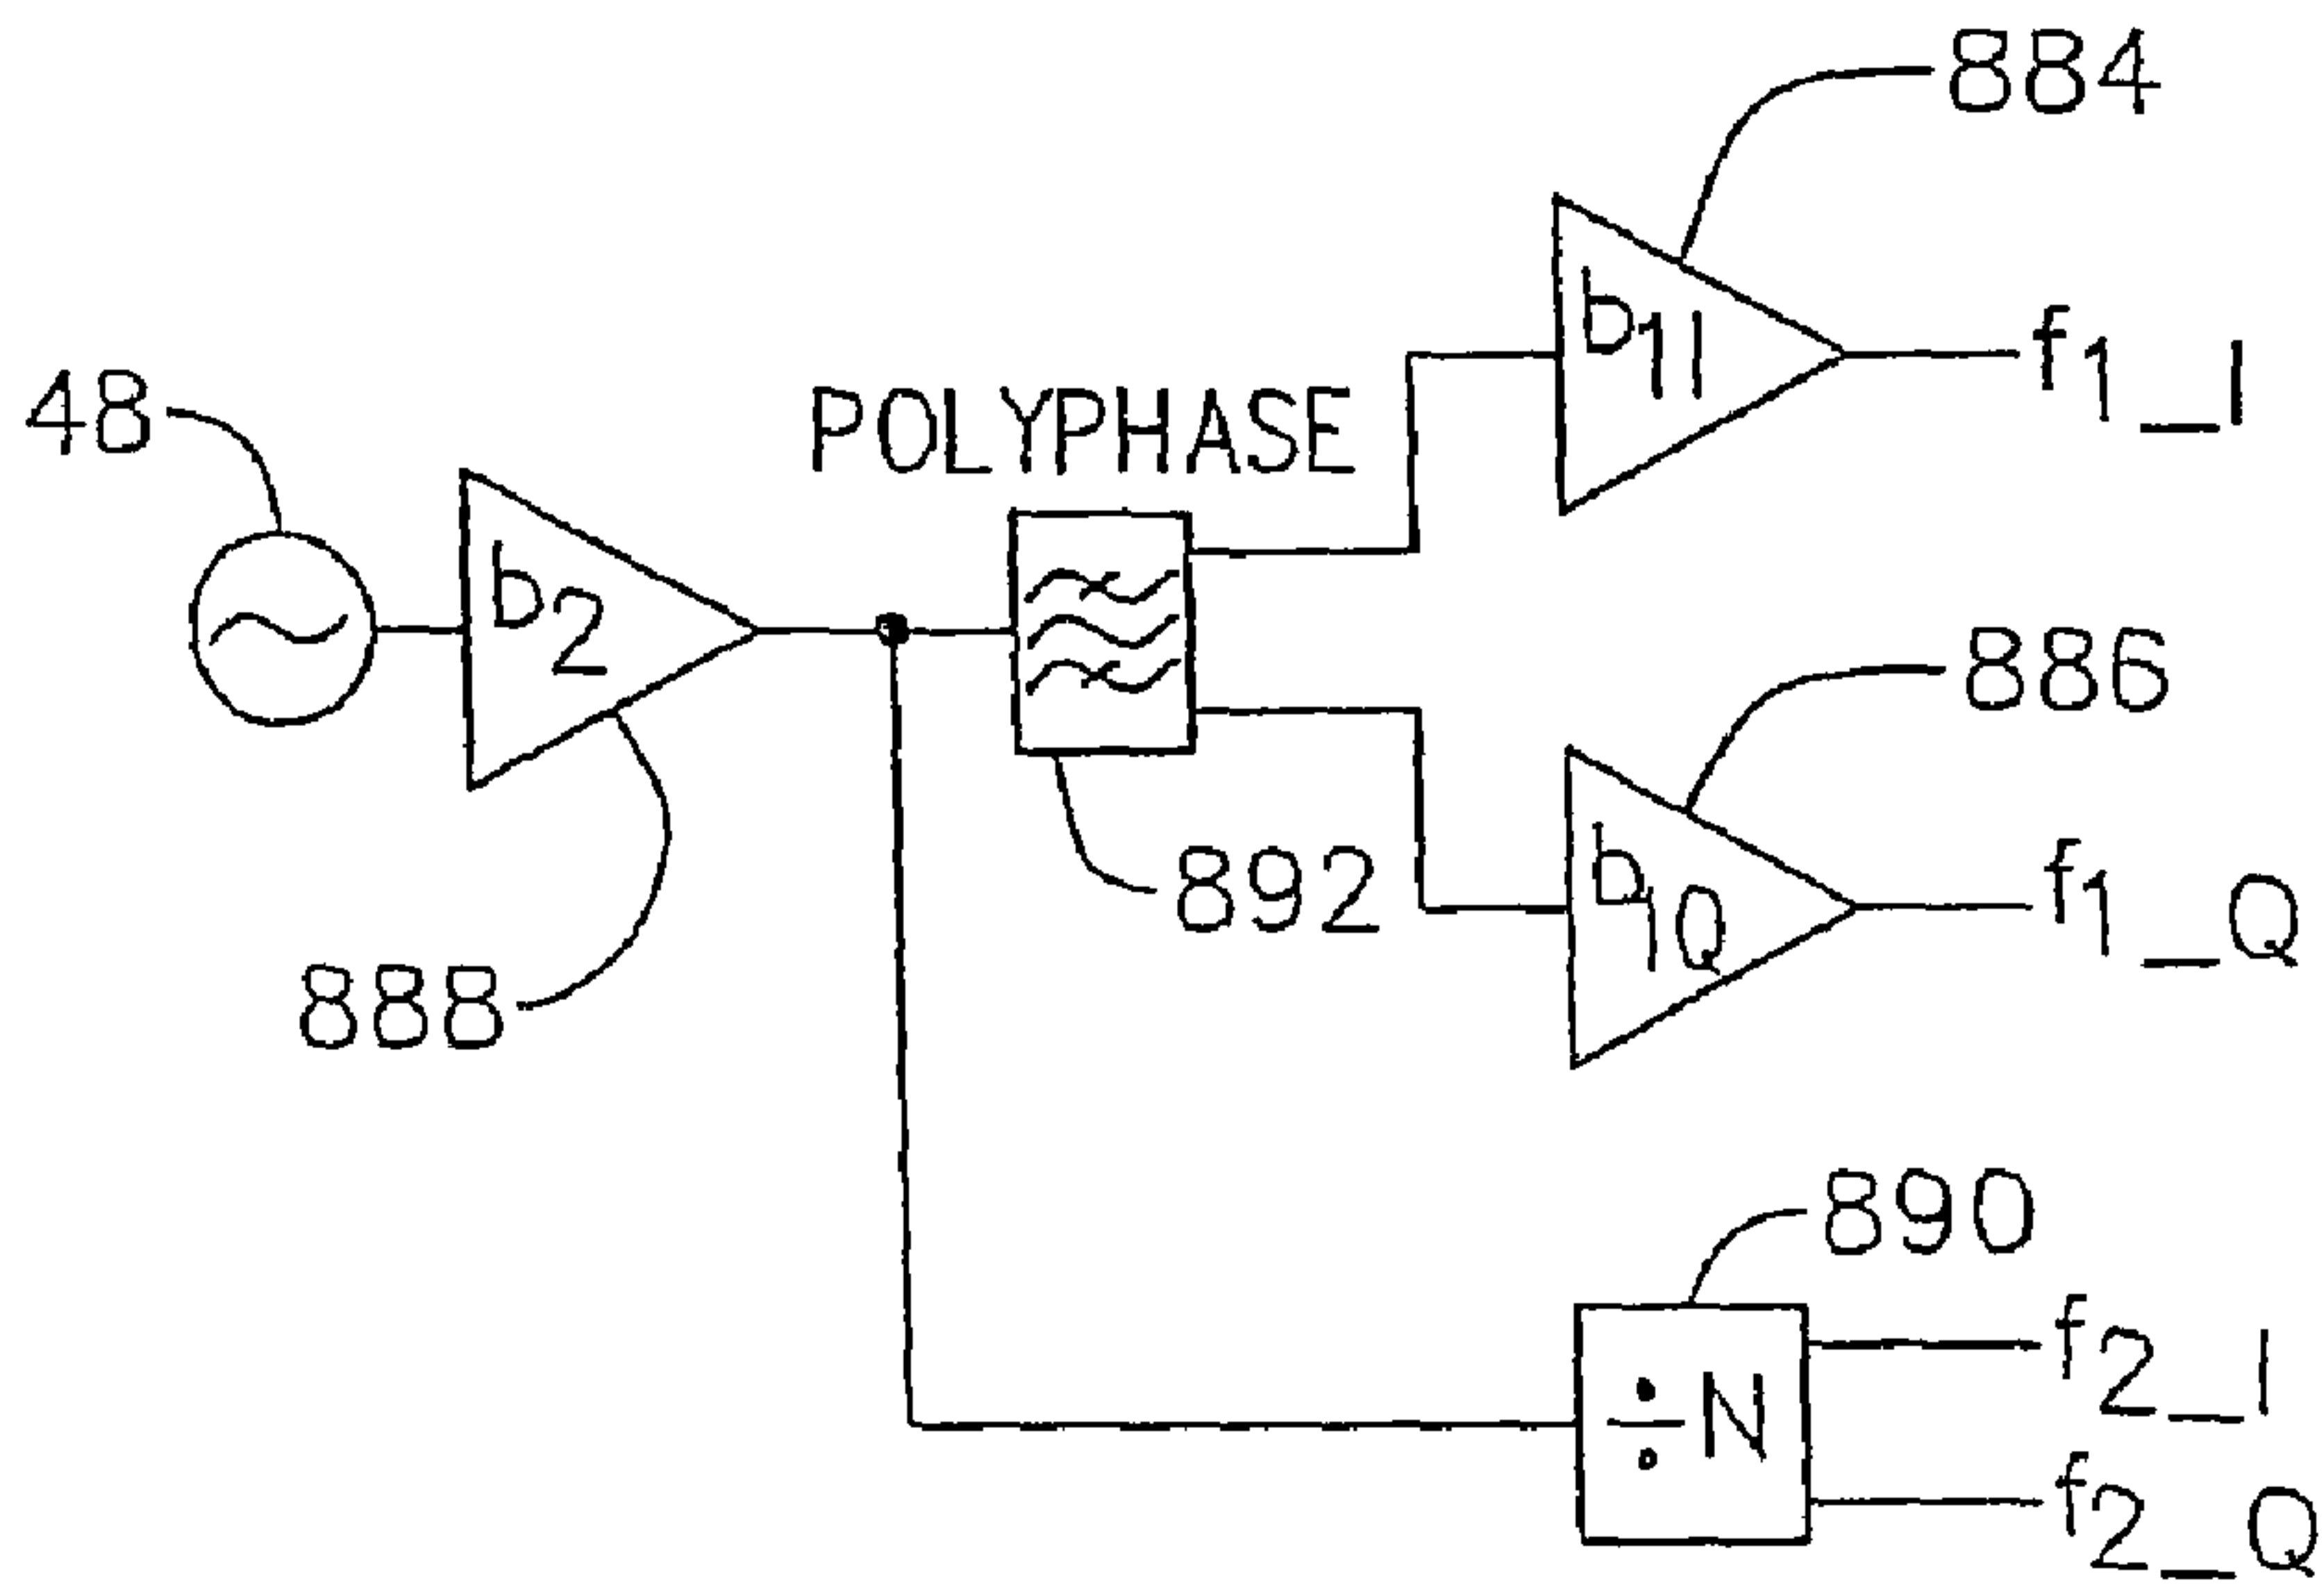 884
b1I
f1_I
48
POLYPHASE
b2
886
892
b1Q
f1_Q
888
890
f2_I
÷N
f2_Q